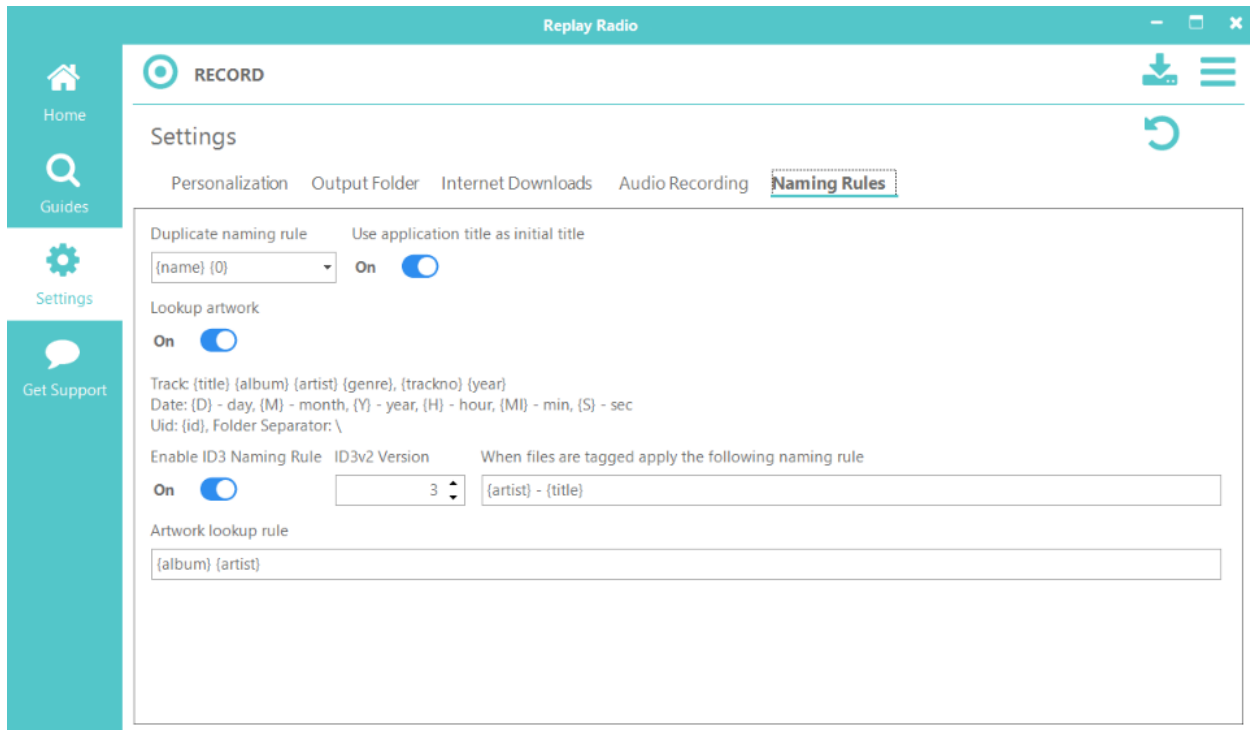 Replay Radio
Home
Guides
Settings
Get Support
RECORD
Settings
Personalization Output Folder Internet Downloads Audio Recording Naming Rules
Duplicate naming rule Use application title as initial title
{name} {0} On
Lookup artwork
On
Track: {title} {album} {artist} {genre}, {trackno} {year}
Date: {D} - day, {M} - month, {Y} - year, {H} - hour, {MI} - min, {S} - sec
Uid: {id}, Folder Separator: \
Enable ID3 Naming Rule ID3v2 Version When files are tagged apply the following naming rule
On 3 {artist} - {title}
Artwork lookup rule
{album} {artist}